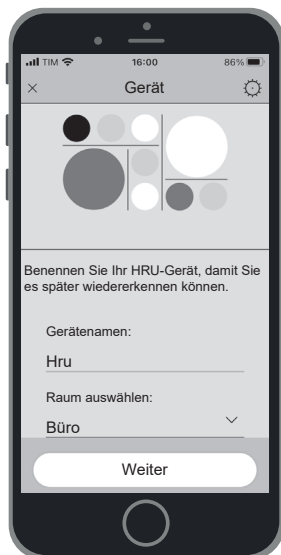 TIM 16:00 86%
× Gerät
Benennen Sie Ihr HRU-Gerät, damit Sie
es später wiedererkennen können.
Gerätenamen:
Hru
Raum auswählen:
Büro
Weiter